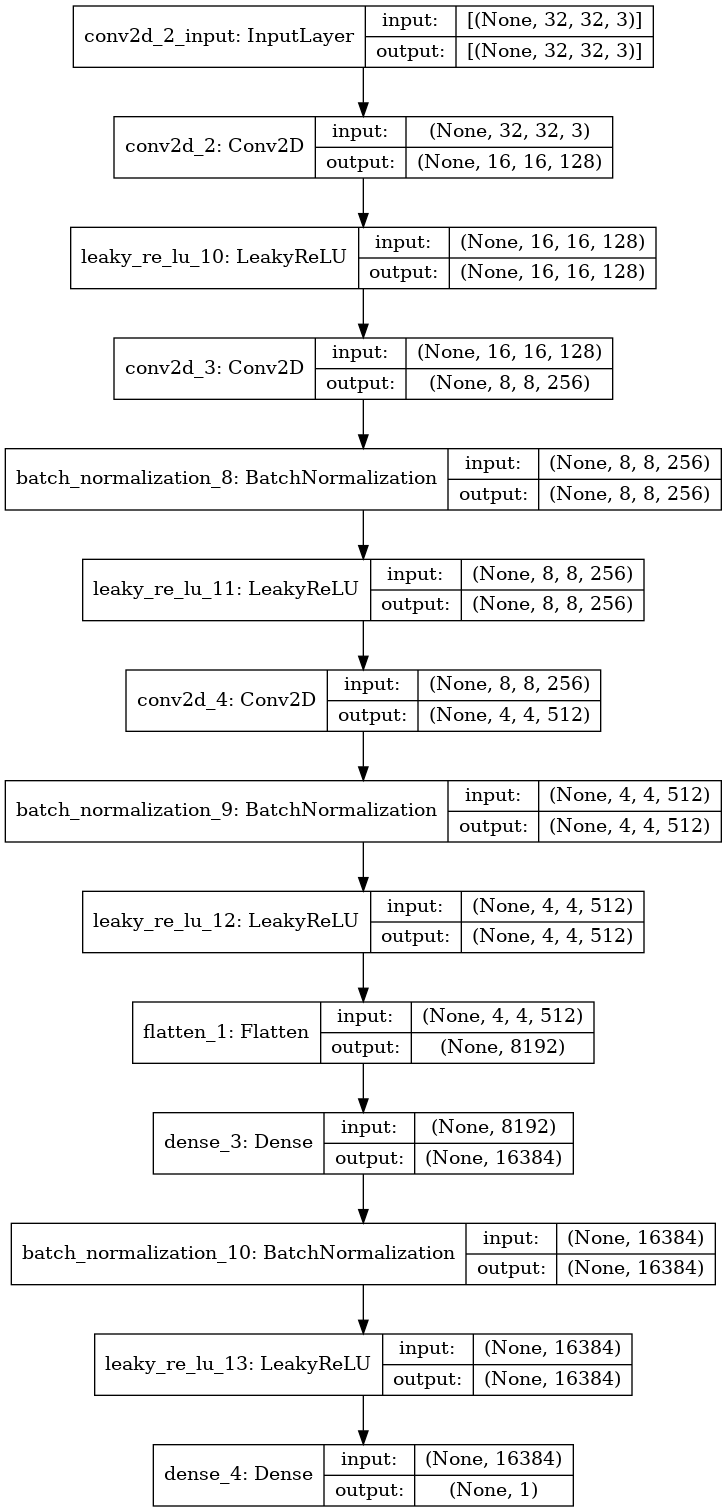 conv2d_2_input: InputLayer
input: [(None, 32, 32, 3)]
output: [(None, 32, 32, 3)]
conv2d_2: Conv2D
input: (None, 32, 32, 3)
output: (None, 16, 16, 128)
leaky_re_lu_10: LeakyReLU
input: (None, 16, 16, 128)
output: (None, 16, 16, 128)
conv2d_3: Conv2D
input: (None, 16, 16, 128)
output: (None, 8, 8, 256)
batch_normalization_8: BatchNormalization
input: (None, 8, 8, 256)
output: (None, 8, 8, 256)
leaky_re_lu_11: LeakyReLU
input: (None, 8, 8, 256)
output: (None, 8, 8, 256)
conv2d_4: Conv2D
input: (None, 8, 8, 256)
output: (None, 4, 4, 512)
batch_normalization_9: BatchNormalization
input: (None, 4, 4, 512)
output: (None, 4, 4, 512)
leaky_re_lu_12: LeakyReLU
input: (None, 4, 4, 512)
output: (None, 4, 4, 512)
flatten_1: Flatten
input: (None, 4, 4, 512)
output: (None, 8192)
dense_3: Dense
input: (None, 8192)
output: (None, 16384)
batch_normalization_10: BatchNormalization
input: (None, 16384)
output: (None, 16384)
leaky_re_lu_13: LeakyReLU
input: (None, 16384)
output: (None, 16384)
dense_4: Dense
input: (None, 16384)
output: (None, 1)